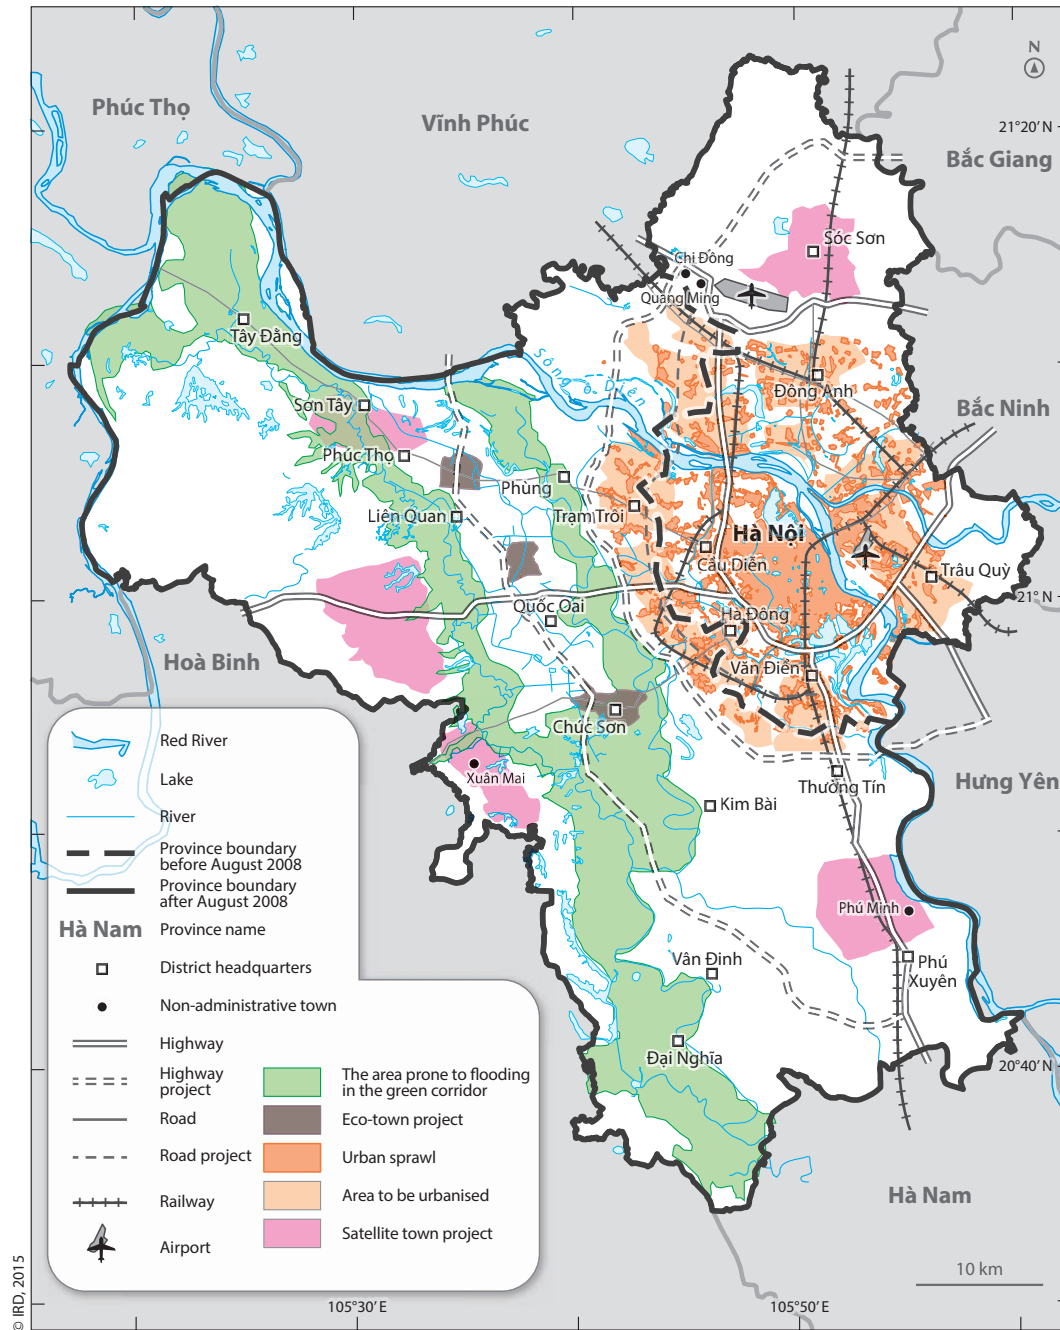 N
Phúc Thọ
Vĩnh Phúc
21°20' N
Bắc Giang
Sóc Sơn
Chi Đông
Quang Ming
Tây Đằng
Sông
Đông Anh
Sơn Tây
Bắc Ninh
Phúc Thọ
Phùng
Liên Quan
Trạm Trôi
Hà Nội
Cầu Diễn
Trâu Quỳ
21° N
Quốc Oai
Hà Đông
Hoà Bình
Văn Điển
Chúc Sơn
Xuân Mai
Thường Tín
Hưng Yên
Kim Bài
Phú Minh
Vân Đình
Phú
Xuyên
Đại Nghĩa
20°40' N
Hà Nam
Red River
Lake
River
Province boundary
before August 2008
Province boundary
after August 2008
Hà Nam
Province name
District headquarters
Non-administrative town
Highway
Highway
project
Road
Road project
Railway
Airport
The area prone to flooding
in the green corridor
Eco-town project
Urban sprawl
Area to be urbanised
Satellite town project
10 km
105°30' E
105°50' E
© IRD, 2015